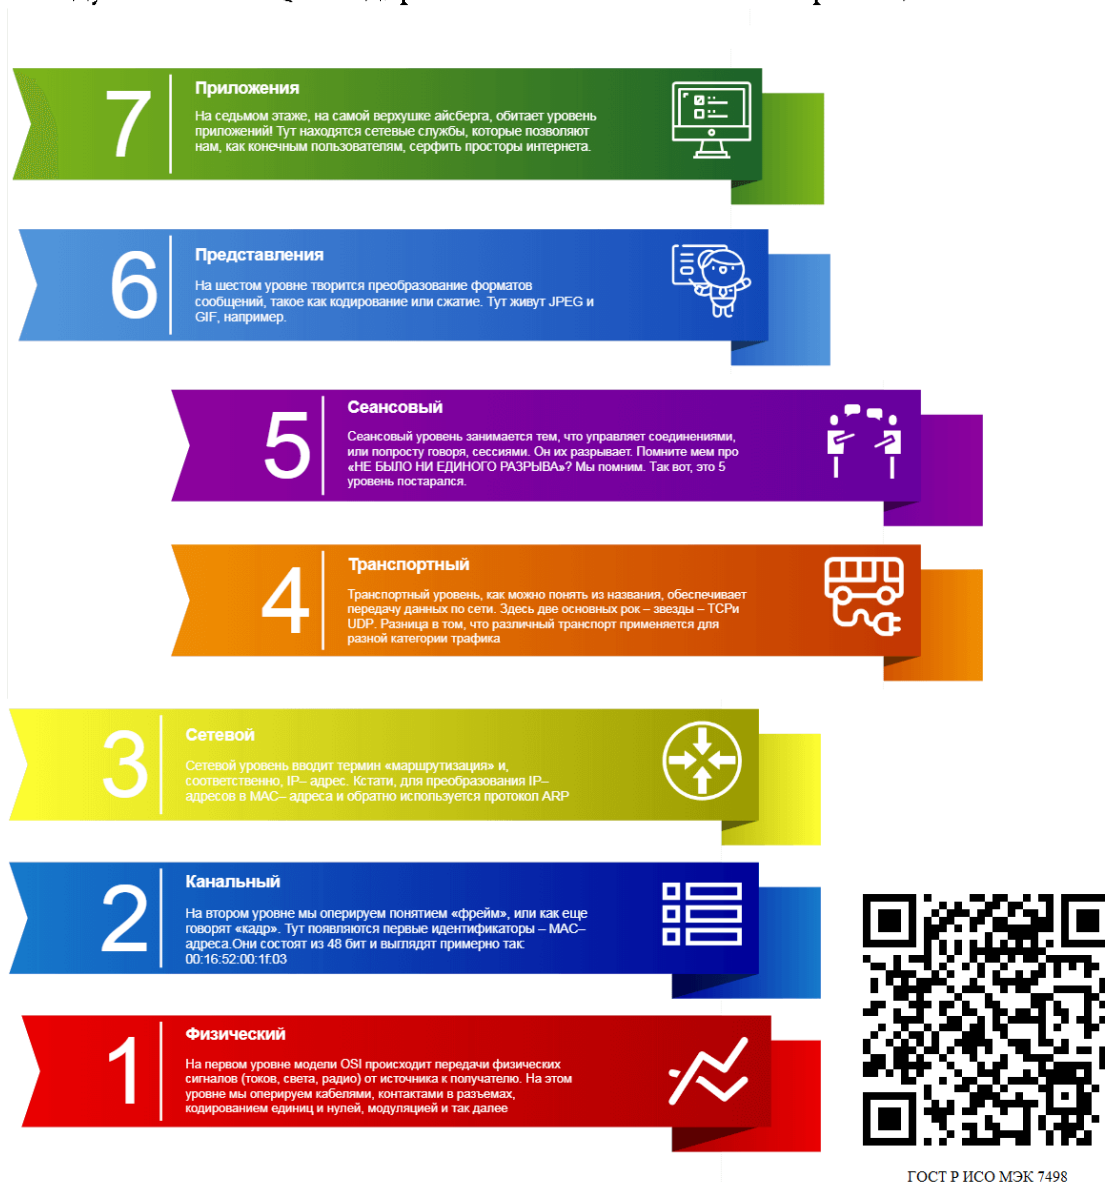 7
Приложения
На седьмом этаже, на самой верхушке айсберга, обитает уровень
приложений! Тут находятся сетевые службы, которые позволяют
нам, как конечным пользователям, серфить просторы интернета.
6
Представления
На шестом уровне творится преобразование форматов
сообщений, такое как кодирование или сжатие. Тут живут JPEG и
GIF, например.
5
Сеансовый
Сеансовый уровень занимается тем, что управляет соединениями,
или попросту говоря, сессиями. Он их разрывает. Помните мем про
«НЕ БЫЛО НИ ЕДИНОГО РАЗРЫВА»? Мы помним. Так вот, это 5
уровень постарался.
4
Транспортный
Транспортный уровень, как можно понять из названия, обеспечивает
передачу данных по сети. Здесь две основных рок – звезды – TCPи
UDP. Разница в том, что различный транспорт применяется для
разной категории трафика
3
Сетевой
Сетевой уровень вводит термин «маршрутизация» и,
соответственно, IP– адрес. Кстати, для преобразования IP–
адресов в MAC– адреса и обратно используется протокол ARP
2
Канальный
На втором уровне мы оперируем понятием «фрейм», или как еще
говорят «кадр». Тут появляются первые идентификаторы – MAC–
адреса.Они состоят из 48 бит и выглядят примерно так:
00:16:52:00:1f:03
1
Физический
На первом уровне модели OSI происходит передачи физических
сигналов (токов, света, радио) от источника к получателю. На этом
уровне мы оперируем кабелями, контактами в разъемах,
кодированием единиц и нулей, модуляцией и так далее
ГОСТ Р ИСО МЭК 7498